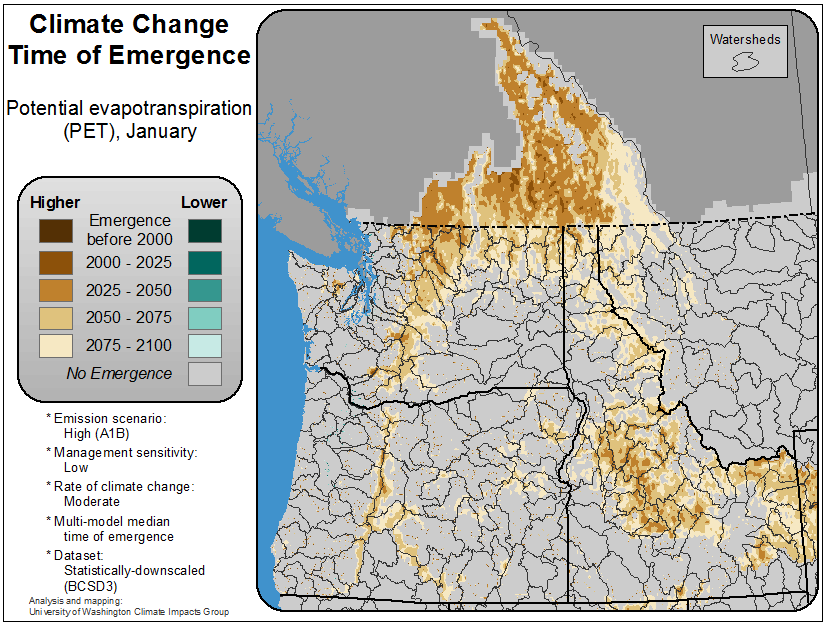 Climate Change
Time of Emergence
Potential evapotranspiration
(PET), January
Higher
Lower
Emergence
before 2000
2000 - 2025
2025 - 2050
2050 - 2075
2075 - 2100
No Emergence
* Emission scenario:
High (A1B)
* Management sensitivity:
Low
* Rate of climate change:
Moderate
* Multi-model median
time of emergence
* Dataset:
Statistically-downscaled
(BCSD3)
Analysis and mapping:
University of Washington Climate Impacts Group
Watersheds